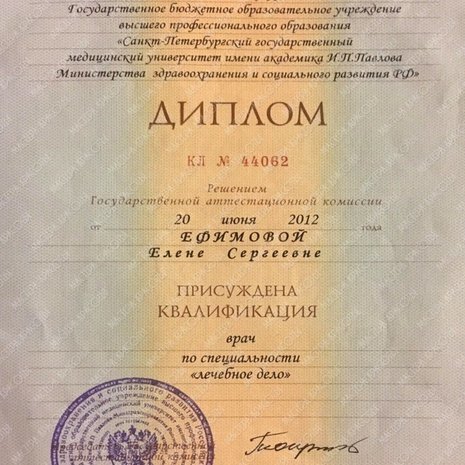 Государственное бюджетное образовательное учреждение
высшего профессионального образования
«Санкт-Петербургский государственный
медицинский университет имени академика И.П.Павлова
Министерства здравоохранения и социального развития РФ»
ДИПЛОМ
КЛ № 44062
Решением
Государственной аттестационной комиссии
от 20 июня 2012 года
ЕФИМОВОЙ
Елене Сергеевне
ПРИСУЖДЕНА
КВАЛИФИКАЦИЯ
врач
по специальности
«лечебное дело»